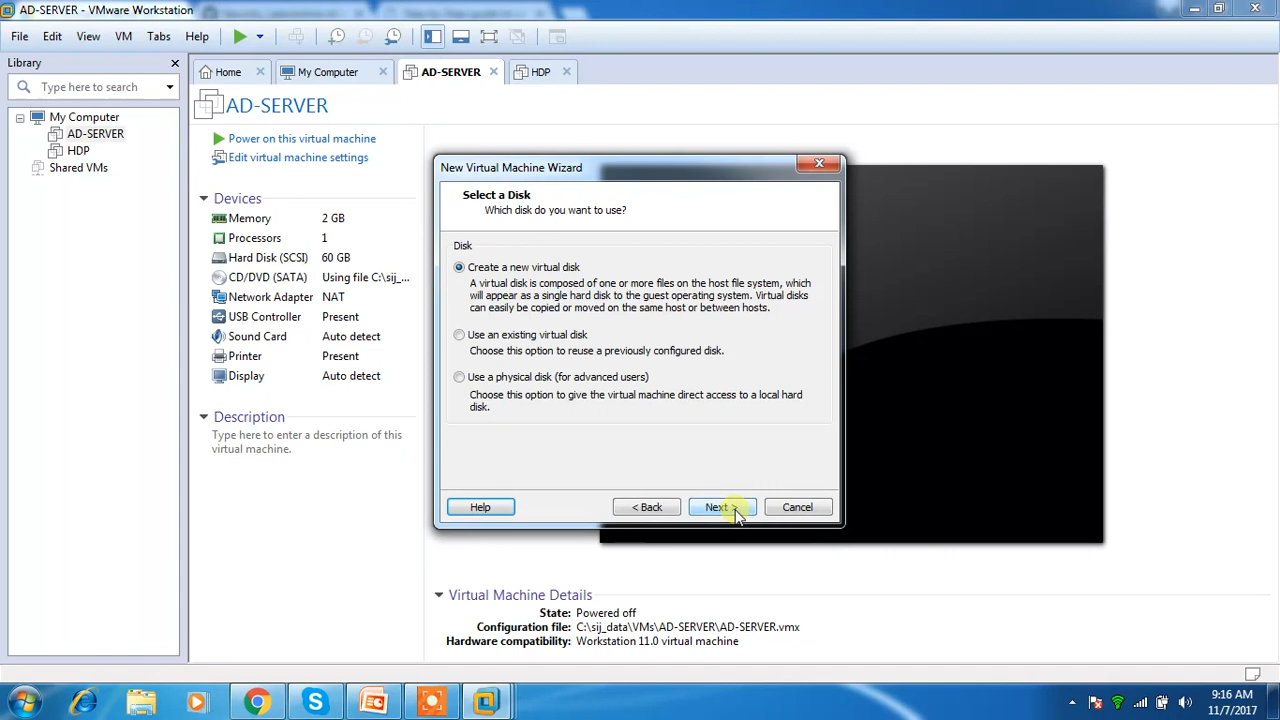 AD-SERVER - VMware Workstation
File Edit View VM Tabs Help
Library
Type here to search
My Computer
AD-SERVER
HDP
Shared VMs
Home
My Computer
AD-SERVER
HDP
AD-SERVER
Power on this virtual machine
Edit virtual machine settings
Devices
Memory 2 GB
Processors 1
Hard Disk (SCSI) 60 GB
CD/DVD (SATA) Using file C:\sij_...
Network Adapter NAT
USB Controller Present
Sound Card Auto detect
Printer Present
Display Auto detect
Description
Type here to enter a description of this
virtual machine.
New Virtual Machine Wizard
Select a Disk
Which disk do you want to use?
Disk
Create a new virtual disk
A virtual disk is composed of one or more files on the host file system, which
will appear as a single hard disk to the guest operating system. Virtual disks
can easily be copied or moved on the same host or between hosts.
Use an existing virtual disk
Choose this option to reuse a previously configured disk.
Use a physical disk (for advanced users)
Choose this option to give the virtual machine direct access to a local hard
disk.
Help < Back Next > Cancel
Virtual Machine Details
State: Powered off
Configuration file: C:\sij_data\VMs\AD-SERVER\AD-SERVER.vmx
Hardware compatibility: Workstation 11.0 virtual machine
9:16 AM
11/7/2017